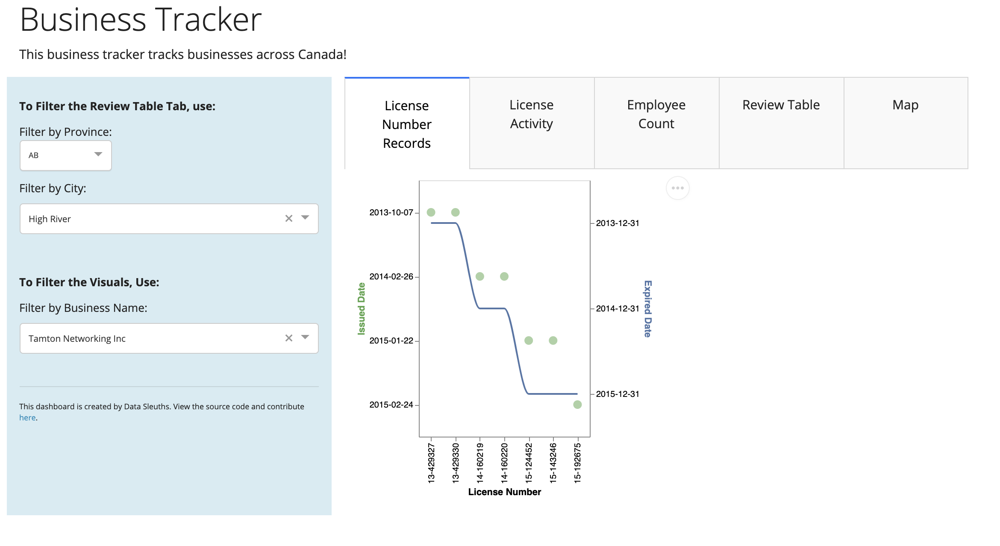 Business Tracker
This business tracker tracks businesses across Canada!
To Filter the Review Table Tab, use:
Filter by Province:
AB
Filter by City:
High River
To Filter the Visuals, Use:
Filter by Business Name:
Tamton Networking Inc
This dashboard is created by Data Sleuths. View the source code and contribute
here.
License
Number
Records
License
Activity
Employee
Count
Review Table
Map
Issued Date
2013-10-07
2014-02-26
2015-01-22
2015-02-24
2013-12-31
2014-12-31
2015-12-31
Expired Date
13-429327
13-429330
14-160219
14-160220
15-124452
15-143246
15-192675
License Number